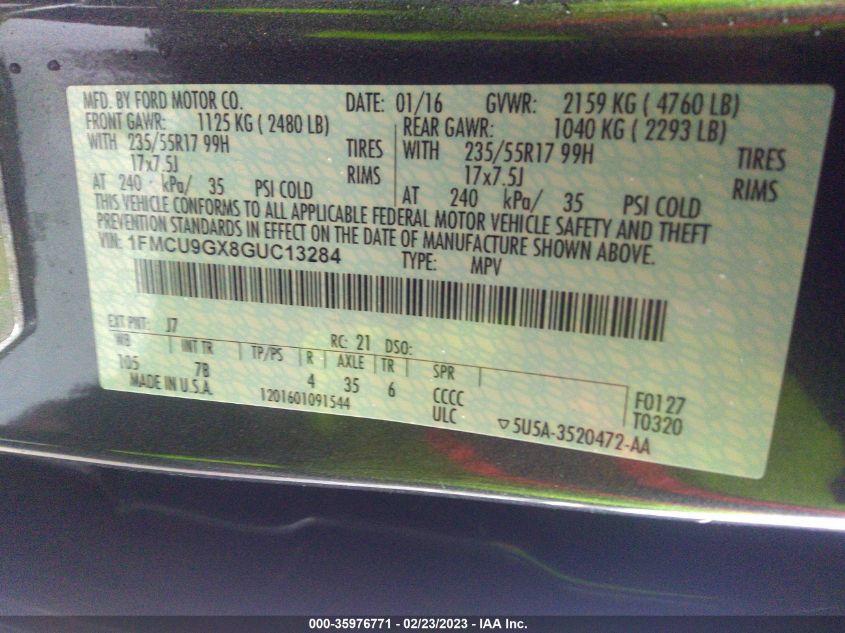 MFD. BY FORD MOTOR CO. DATE: 01/16 GVWR: 2159 KG ( 4760 LB)
FRONT GAWR: 1125 KG ( 2480 LB) REAR GAWR: 1040 KG ( 2293 LB)
WITH 235/55R17 99H TIRES WITH 235/55R17 99H TIRES
17x7.5J RIMS 17x7.5J RIMS
AT 240 kPa/ 35 PSI COLD AT 240 kPa/ 35 PSI COLD
THIS VEHICLE CONFORMS TO ALL APPLICABLE FEDERAL MOTOR VEHICLE SAFETY AND THEFT
PREVENTION STANDARDS IN EFFECT ON THE DATE OF MANUFACTURE SHOWN ABOVE.
VIN: 1FMCU9GX8GUC13284 TYPE: MPV
EXT PNT: J7 RC: 21 DSO:
WB INT TR TP/PS R AXLE TR SPR
105 7B 4 35 6 CCCC F0127
MADE IN U.S.A. 1201601091544 ULC ▽5U5A-3520472-AA T0320
000-35976771 - 02/23/2023 - IAA Inc.